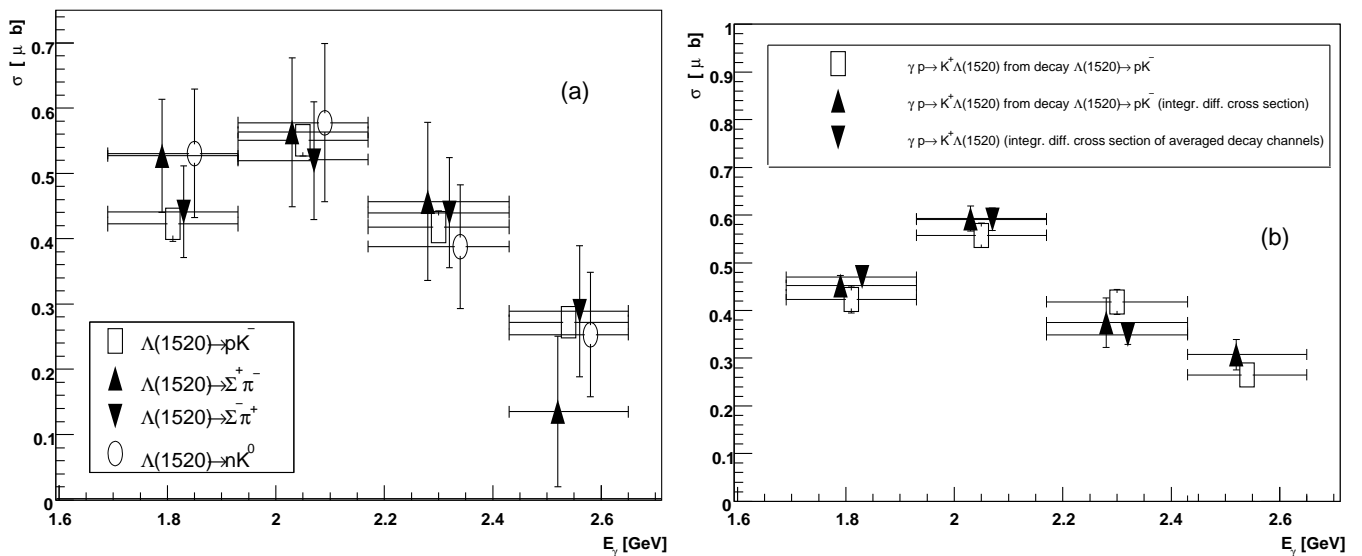 σ [ μ b]
0.7
0.6
0.5
0.4
0.3
0.2
0.1
0
(a)
Λ(1520)→pK⁻
Λ(1520)→Σ⁺π⁻
Λ(1520)→Σ⁻π⁺
Λ(1520)→nK⁰
1.6 1.8 2 2.2 2.4 2.6
E_γ [GeV]
σ [ μ b]
1
0.9
0.8
0.7
0.6
0.5
0.4
0.3
0.2
0.1
0
γ p→ K⁺Λ(1520) from decay Λ(1520)→ pK⁻
γ p→ K⁺Λ(1520) from decay Λ(1520)→ pK⁻ (integr. diff. cross section)
γ p→ K⁺Λ(1520) (integr. diff. cross section of averaged decay channels)
(b)
1.6 1.8 2 2.2 2.4 2.6
E_γ [GeV]